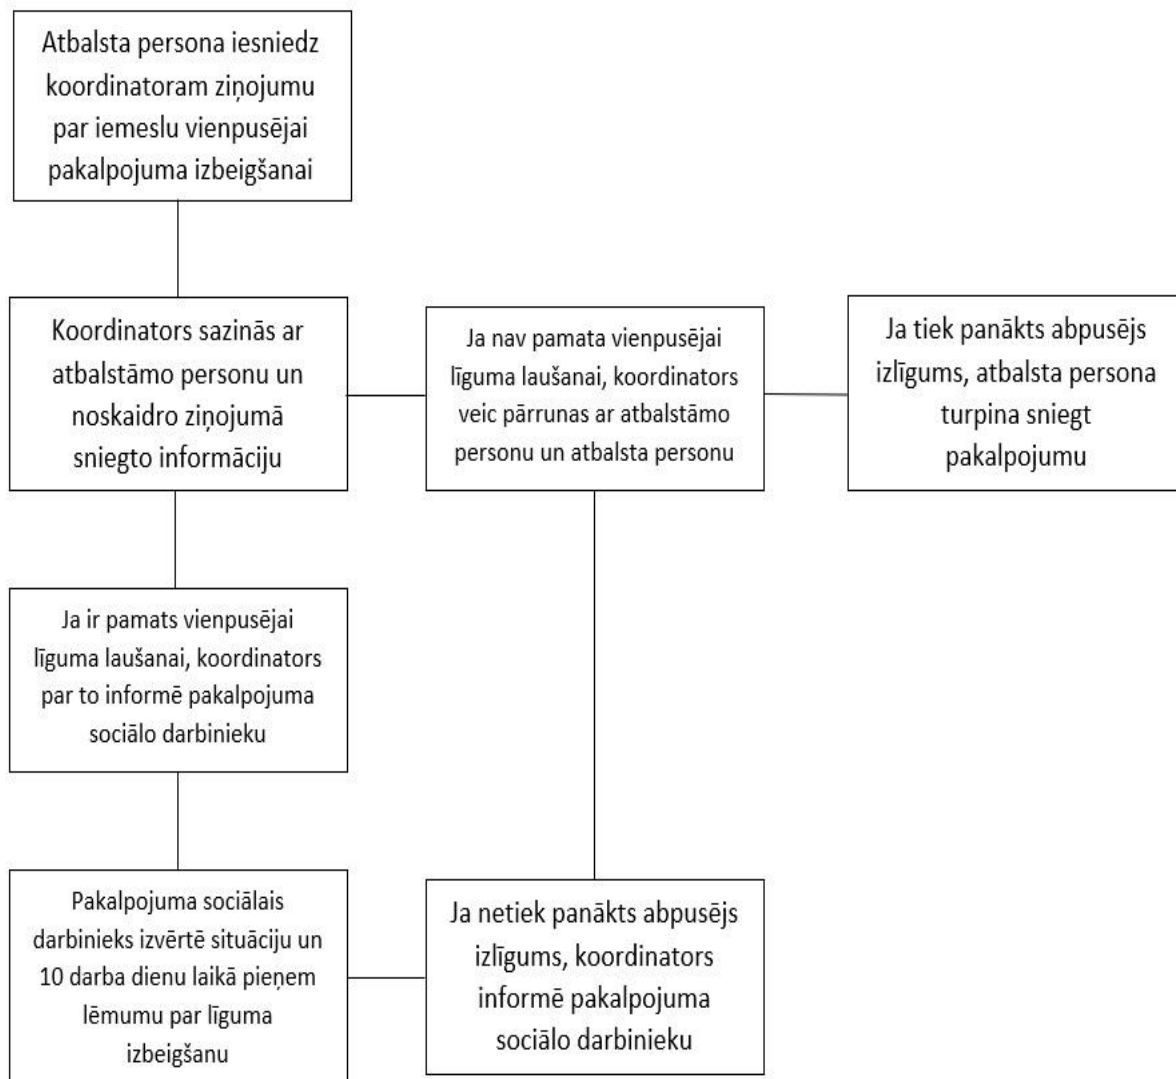 Atbalsta persona iesniedz
koordinatoram ziņojumu
par iemeslu vienpusējai
pakalpojuma izbeigšanai
Koordinators sazinās ar
atbalstāmo personu un
noskaidro ziņojumā
sniegto informāciju
Ja nav pamata vienpusējai
līguma laušanai, koordinators
veic pārrunas ar atbalstāmo
personu un atbalsta personu
Ja tiek panākts abpusējs
izlīgums, atbalsta persona
turpina sniegt
pakalpojumu
Ja ir pamats vienpusējai
līguma laušanai, koordinators
par to informē pakalpojuma
sociālo darbinieku
Pakalpojuma sociālais
darbinieks izvērtē situāciju un
10 darba dienu laikā pieņem
lēmumu par līguma
izbeigšanu
Ja netiek panākts abpusējs
izlīgums, koordinators
informē pakalpojuma
sociālo darbinieku